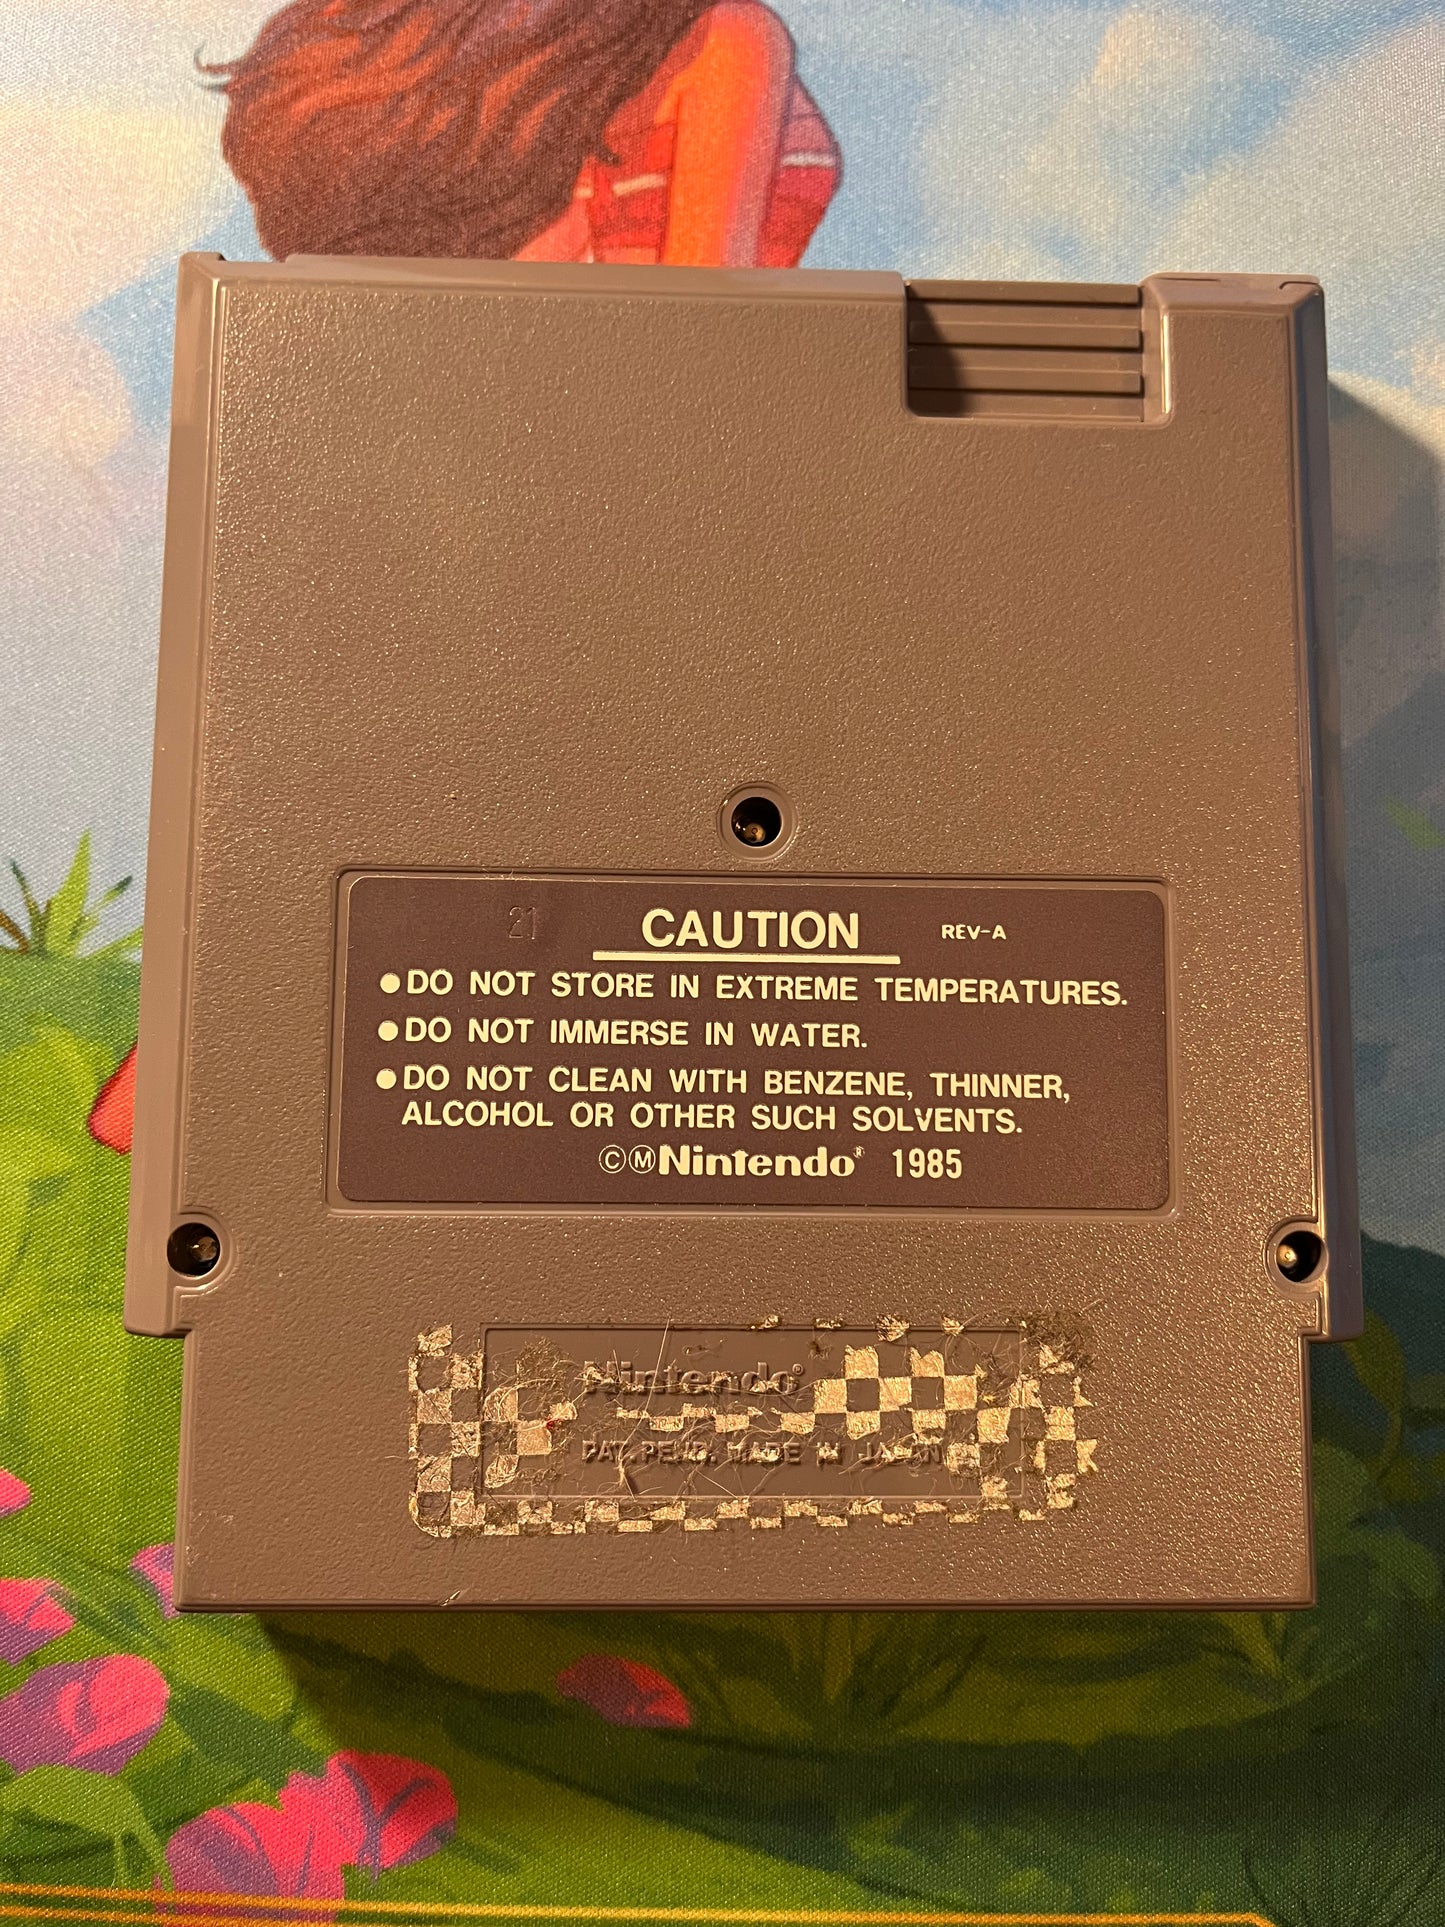 21 CAUTION REV-A
●DO NOT STORE IN EXTREME TEMPERATURES.
●DO NOT IMMERSE IN WATER.
●DO NOT CLEAN WITH BENZENE, THINNER,
ALCOHOL OR OTHER SUCH SOLVENTS.
©ⓂNintendo® 1985
Nintendo®
PAT. PEND. MADE IN JAPAN